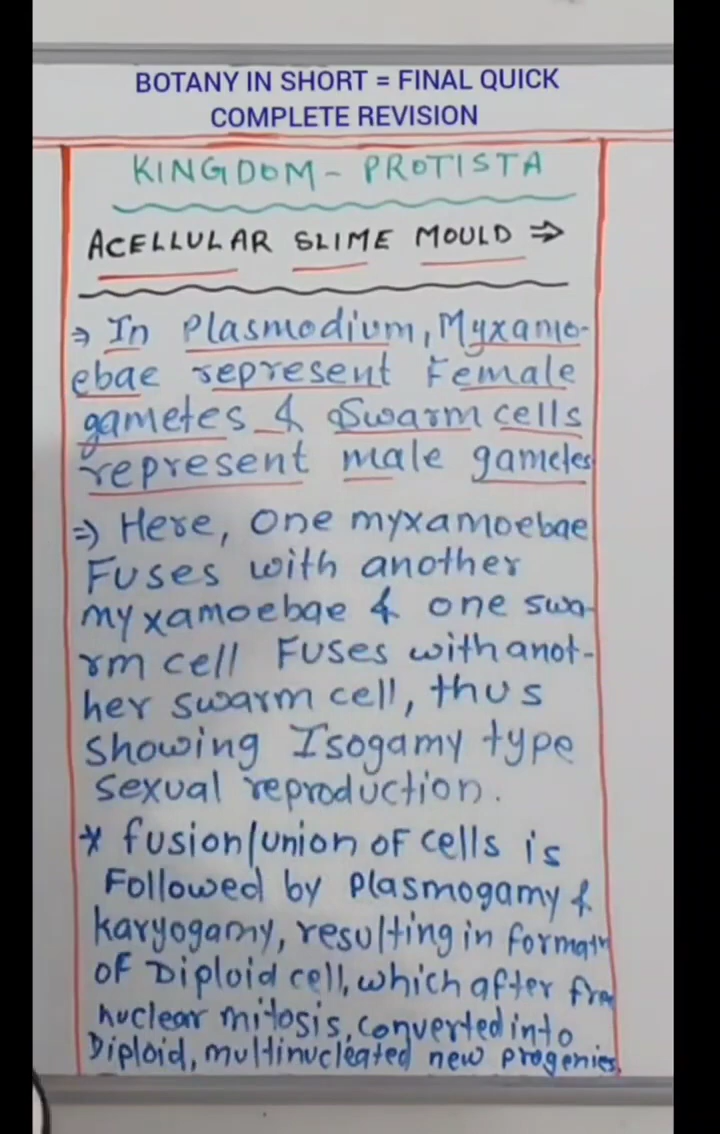 BOTANY IN SHORT = FINAL QUICK
COMPLETE REVISION
KINGDOM - PROTISTA
ACELLULAR SLIME MOULD ⇒
⇒ In Plasmodium, Myxamo-
ebae represent Female
gametes & Swarm cells
represent male gametes
⇒ Here, One myxamoebae
Fuses with another
myxamoebae & one swa-
rm cell Fuses with anot-
her swarm cell, thus
showing Isogamy type
sexual reproduction.
* fusion/union of cells is
Followed by Plasmogamy &
karyogamy, resulting in formatn
of Diploid cell, which after free
nuclear mitosis, converted into
Diploid, multinucleated new progenies.